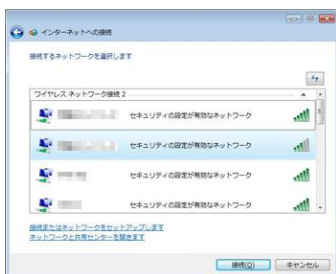 インターネットへの接続
接続するネットワークを選択します
ワイヤレス ネットワーク接続 2
セキュリティの設定が有効なネットワーク
セキュリティの設定が有効なネットワーク
セキュリティの設定が有効なネットワーク
セキュリティの設定が有効なネットワーク
接続またはネットワークをセットアップします
ネットワークと共有センターを開きます
接続(O) キャンセル